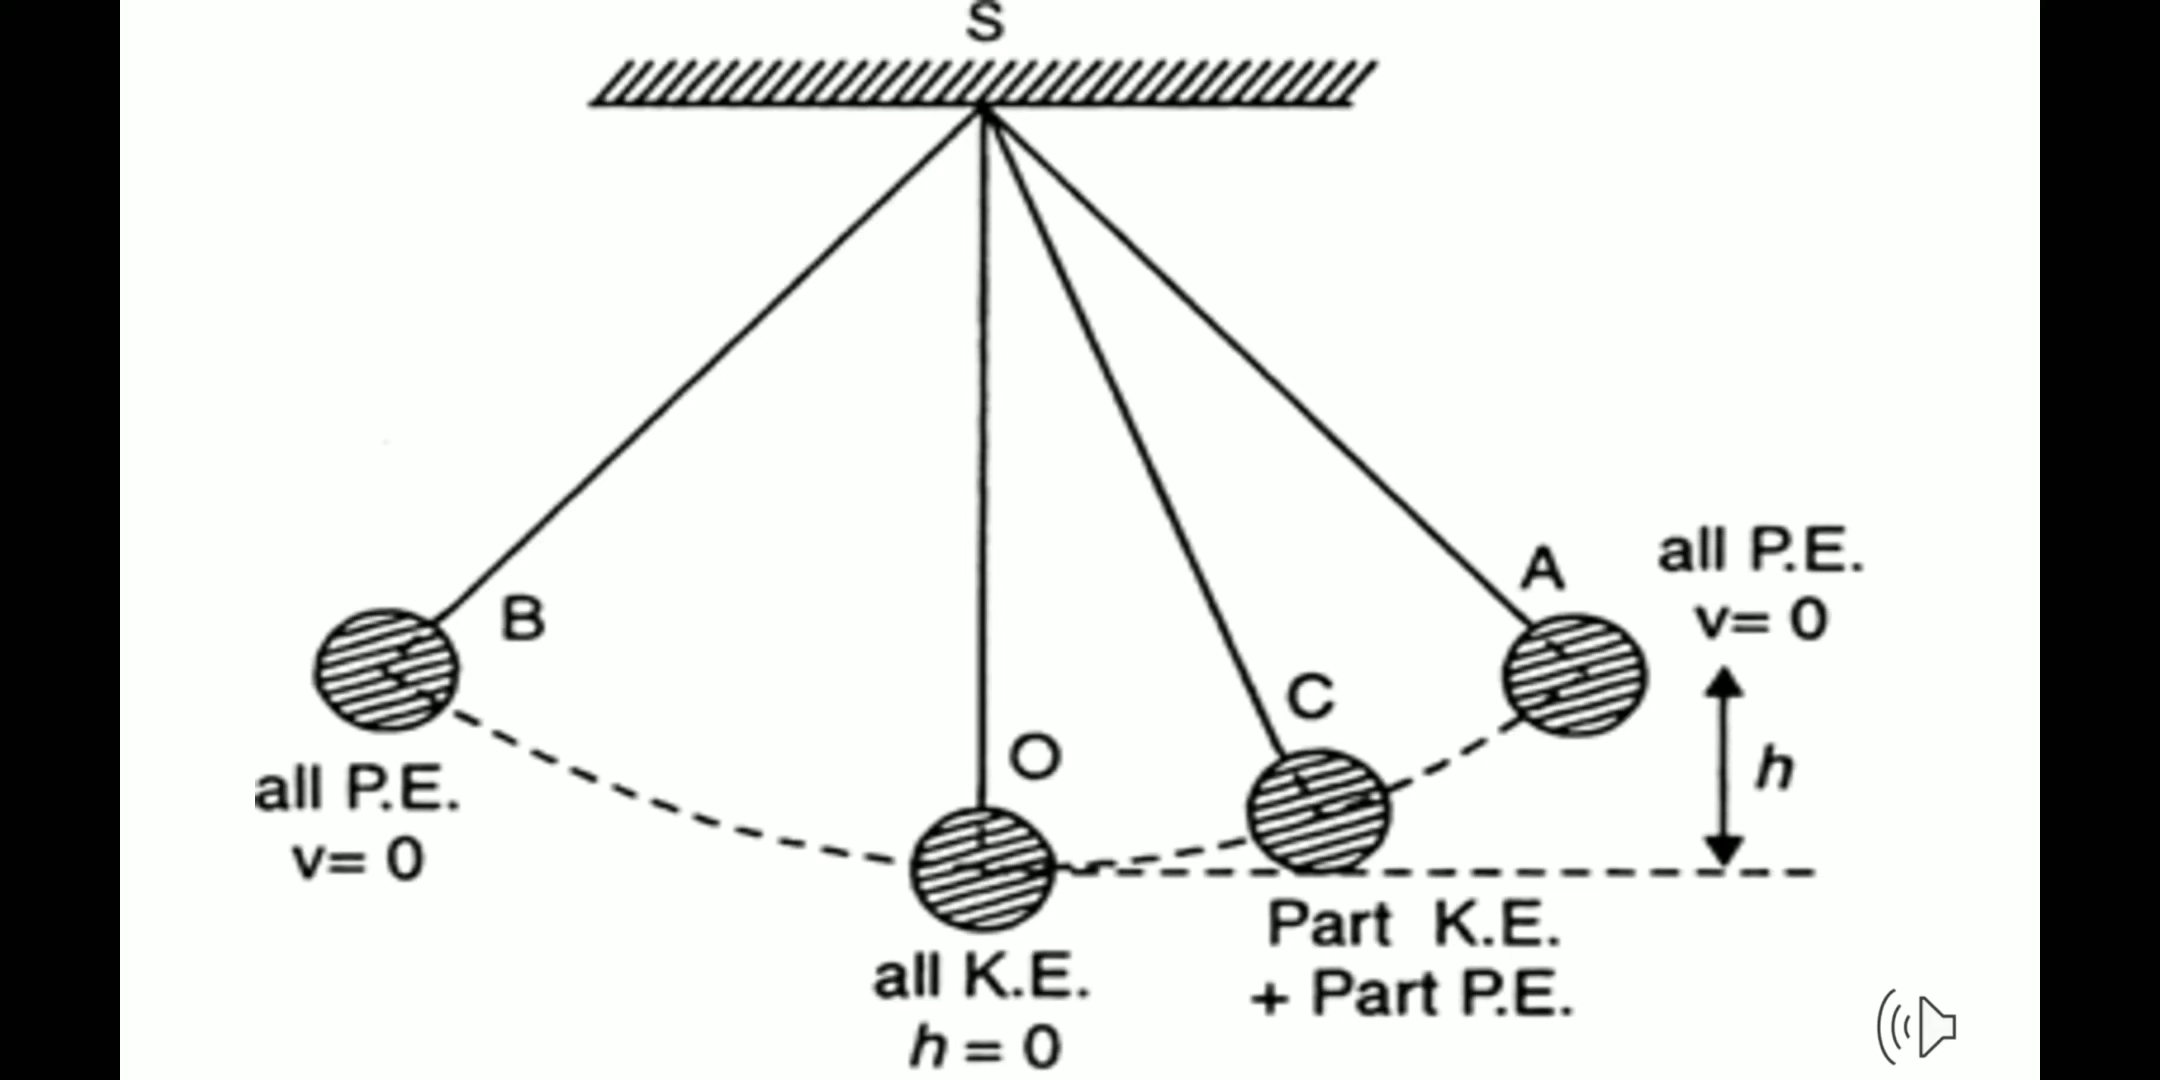 S
A
all P.E.
v= 0
B
C
h
O
all P.E.
v= 0
Part K.E.
+ Part P.E.
all K.E.
h = 0